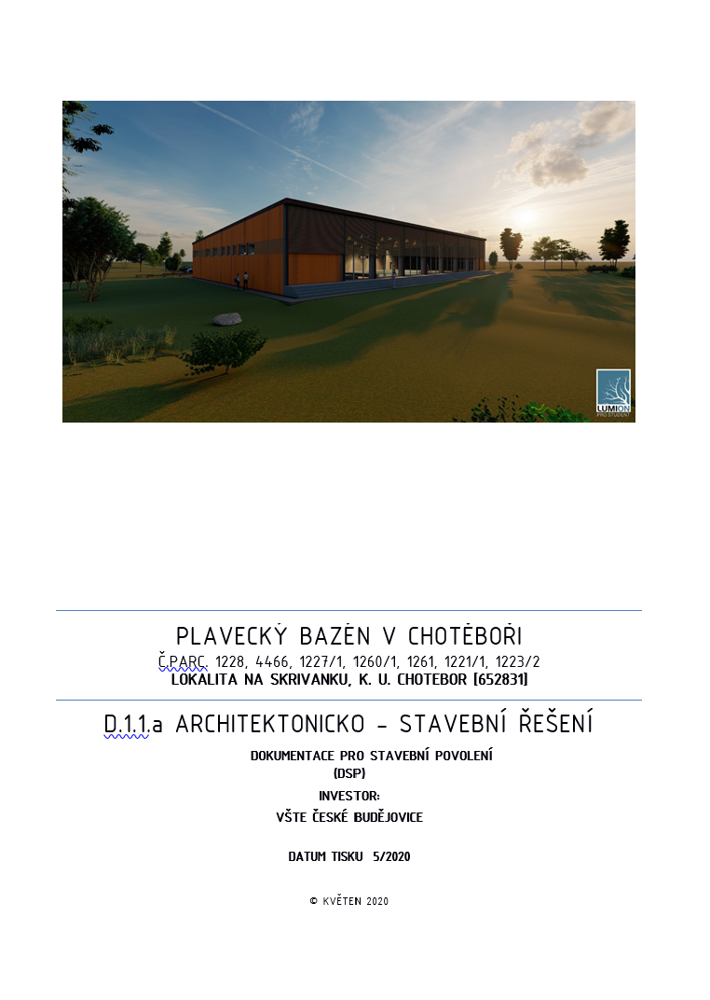 LUMION
PRO STUDENT
PLAVECKÝ BAZÉN V CHOTĚBOŘI
Č.PARC. 1228, 4466, 1227/1, 1260/1, 1261, 1221/1, 1223/2
LOKALITA NA SKRIVANKU, K. U. CHOTEBOR [652831]
D.1.1.a ARCHITEKTONICKO – STAVEBNÍ ŘEŠENÍ
DOKUMENTACE PRO STAVEBNÍ POVOLENÍ
(DSP)
INVESTOR:
VŠTE ČESKÉ BUDĚJOVICE
DATUM TISKU 5/2020
© KVĚTEN 2020